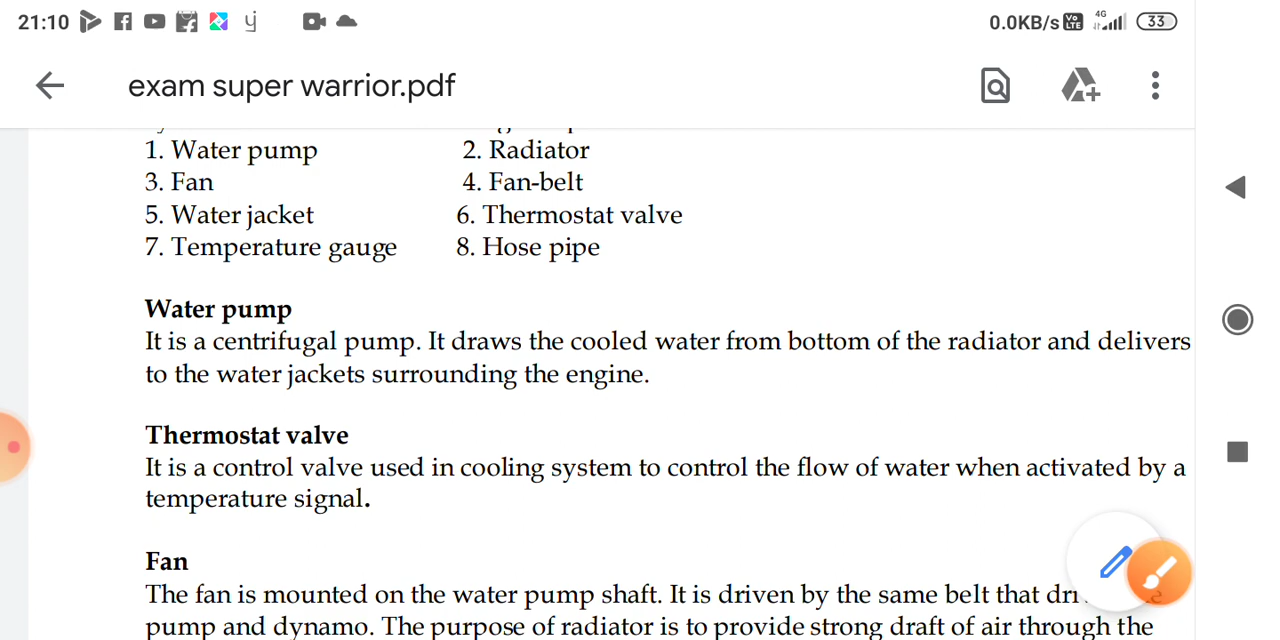 21:10
0.0KB/s Vo LTE 4G 33
exam super warrior.pdf
1. Water pump 2. Radiator
3. Fan 4. Fan-belt
5. Water jacket 6. Thermostat valve
7. Temperature gauge 8. Hose pipe
Water pump
It is a centrifugal pump. It draws the cooled water from bottom of the radiator and delivers
to the water jackets surrounding the engine.
Thermostat valve
It is a control valve used in cooling system to control the flow of water when activated by a
temperature signal.
Fan
The fan is mounted on the water pump shaft. It is driven by the same belt that
pump and dynamo. The purpose of radiator is to provide strong draft of air through the